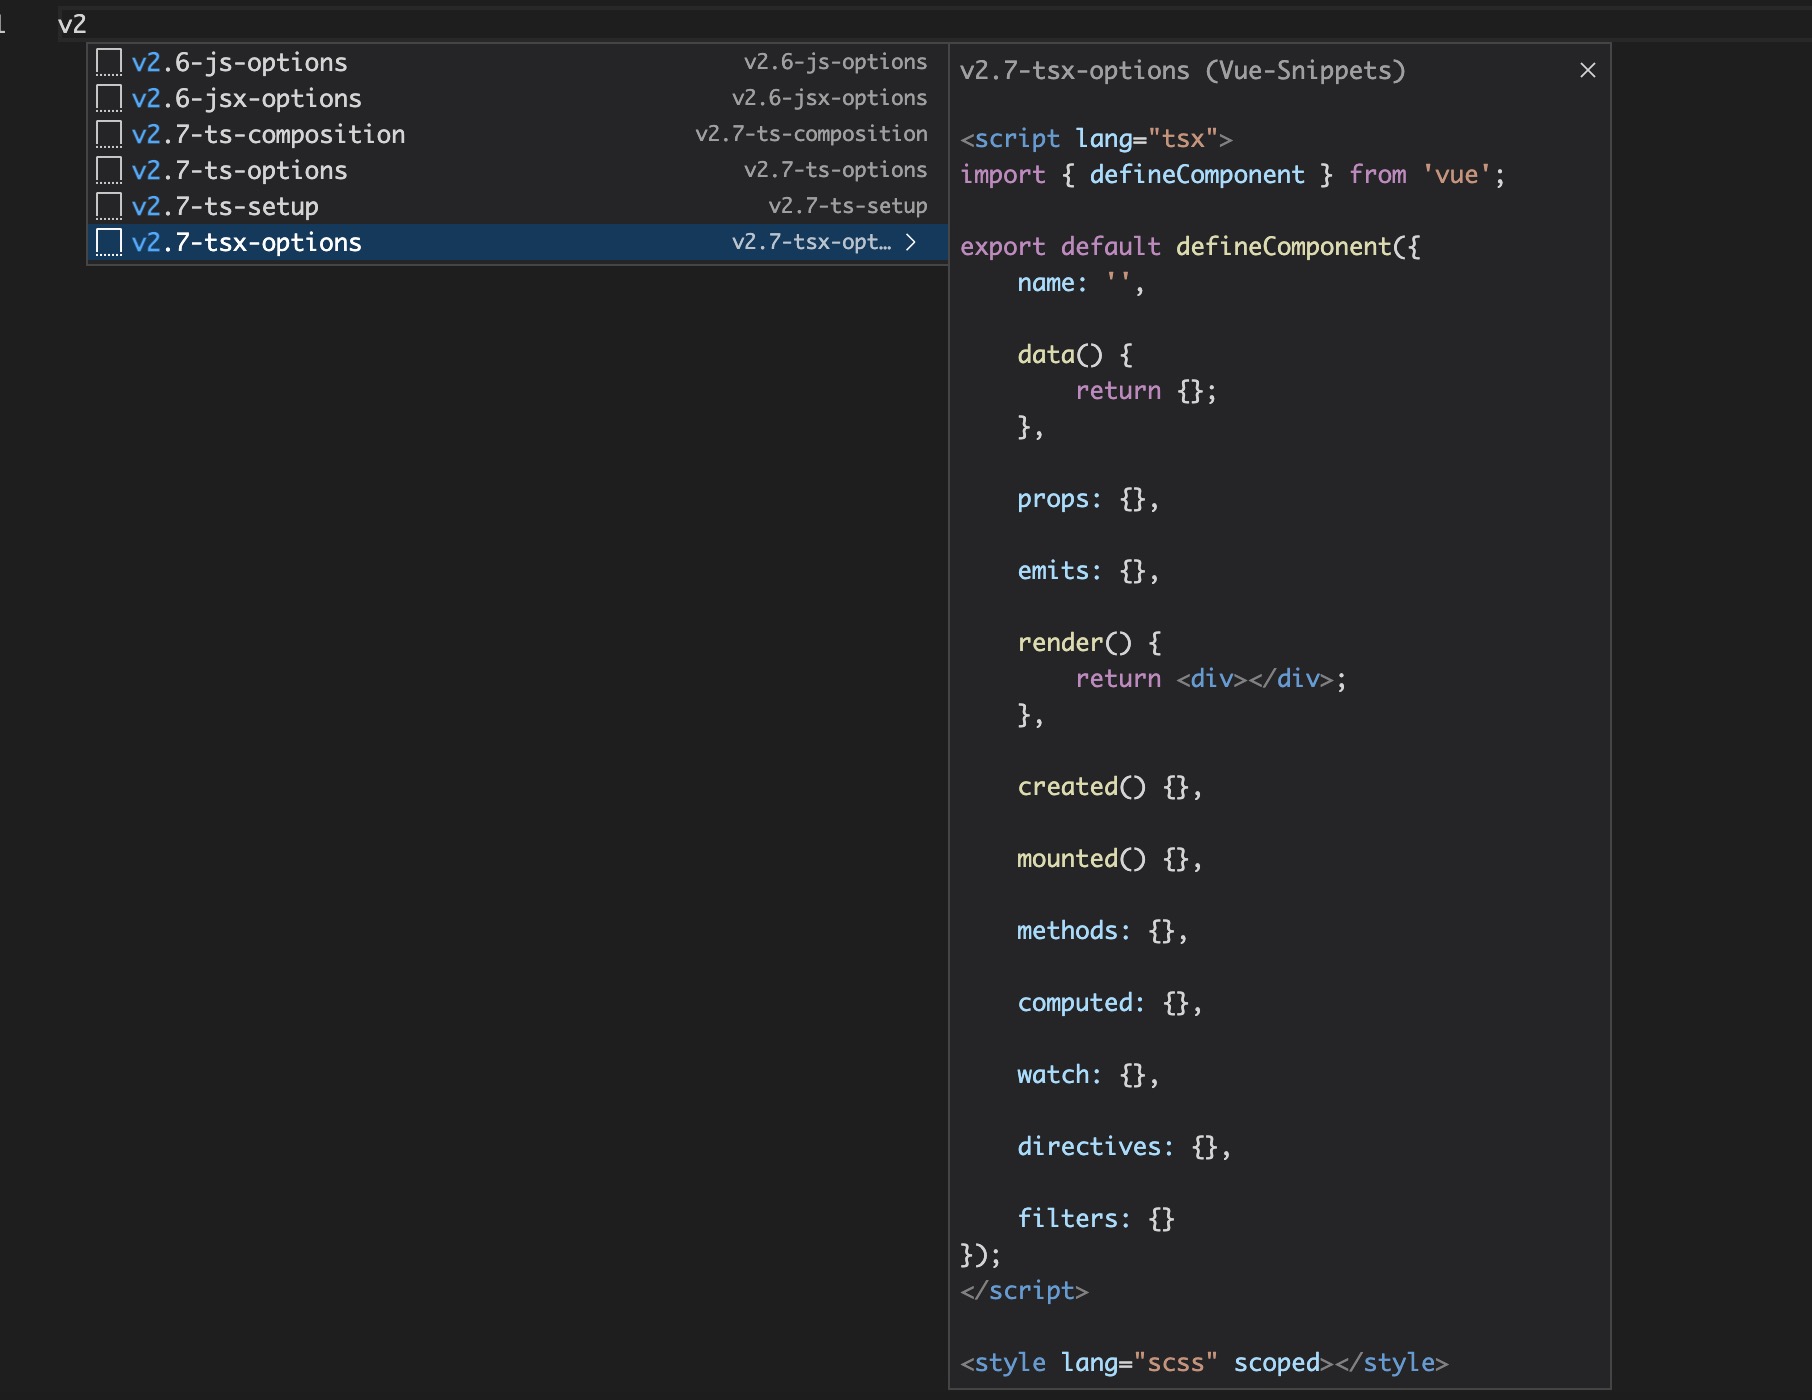 1 v2
v2.6-js-options v2.6-js-options
v2.6-jsx-options v2.6-jsx-options
v2.7-ts-composition v2.7-ts-composition
v2.7-ts-options v2.7-ts-options
v2.7-ts-setup v2.7-ts-setup
v2.7-tsx-options v2.7-tsx-opt… >
v2.7-tsx-options (Vue-Snippets) ×
<script lang="tsx">
import { defineComponent } from 'vue';
export default defineComponent({
    name: '',
    data() {
        return {};
    },
    props: {},
    emits: {},
    render() {
        return <div></div>;
    },
    created() {},
    mounted() {},
    methods: {},
    computed: {},
    watch: {},
    directives: {},
    filters: {}
});
</script>
<style lang="scss" scoped></style>